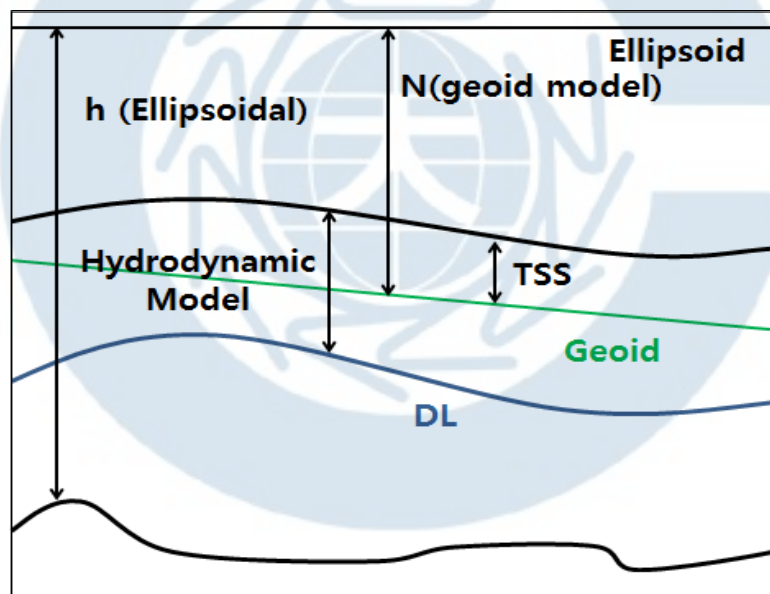 Ellipsoid
N(geoid model)
h (Ellipsoidal)
Hydrodynamic
Model
TSS
Geoid
DL